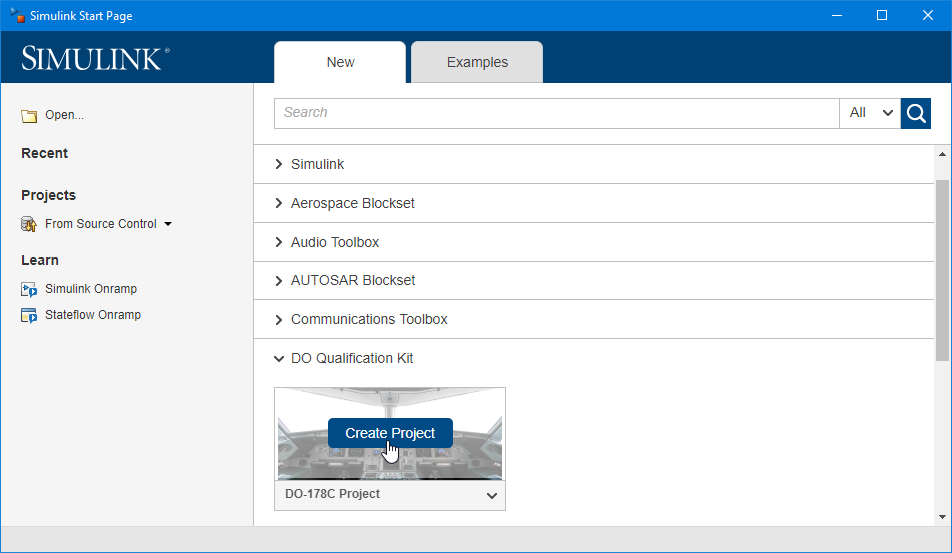 Simulink Start Page
SIMULINK®
New
Examples
Open...
Recent
Projects
From Source Control
Learn
Simulink Onramp
Stateflow Onramp
Search
All
Simulink
Aerospace Blockset
Audio Toolbox
AUTOSAR Blockset
Communications Toolbox
DO Qualification Kit
Create Project
DO-178C Project